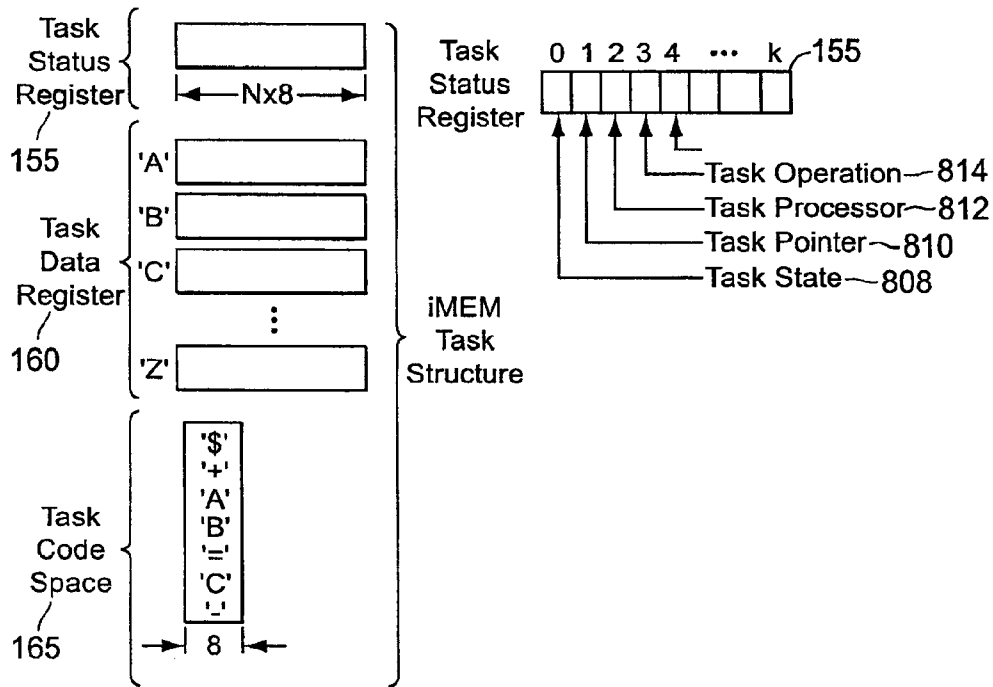 Task
Status
Register
155
Nx8
Task
Data
Register
160
'A'
'B'
'C'
⋮
'Z'
Task
Code
Space
165
'$'
'+'
'A'
'B'
'='
'C'
'-'
8
iMEM
Task
Structure
Task
Status
Register
0 1 2 3 4 ... k
155
Task Operation 814
Task Processor 812
Task Pointer 810
Task State 808